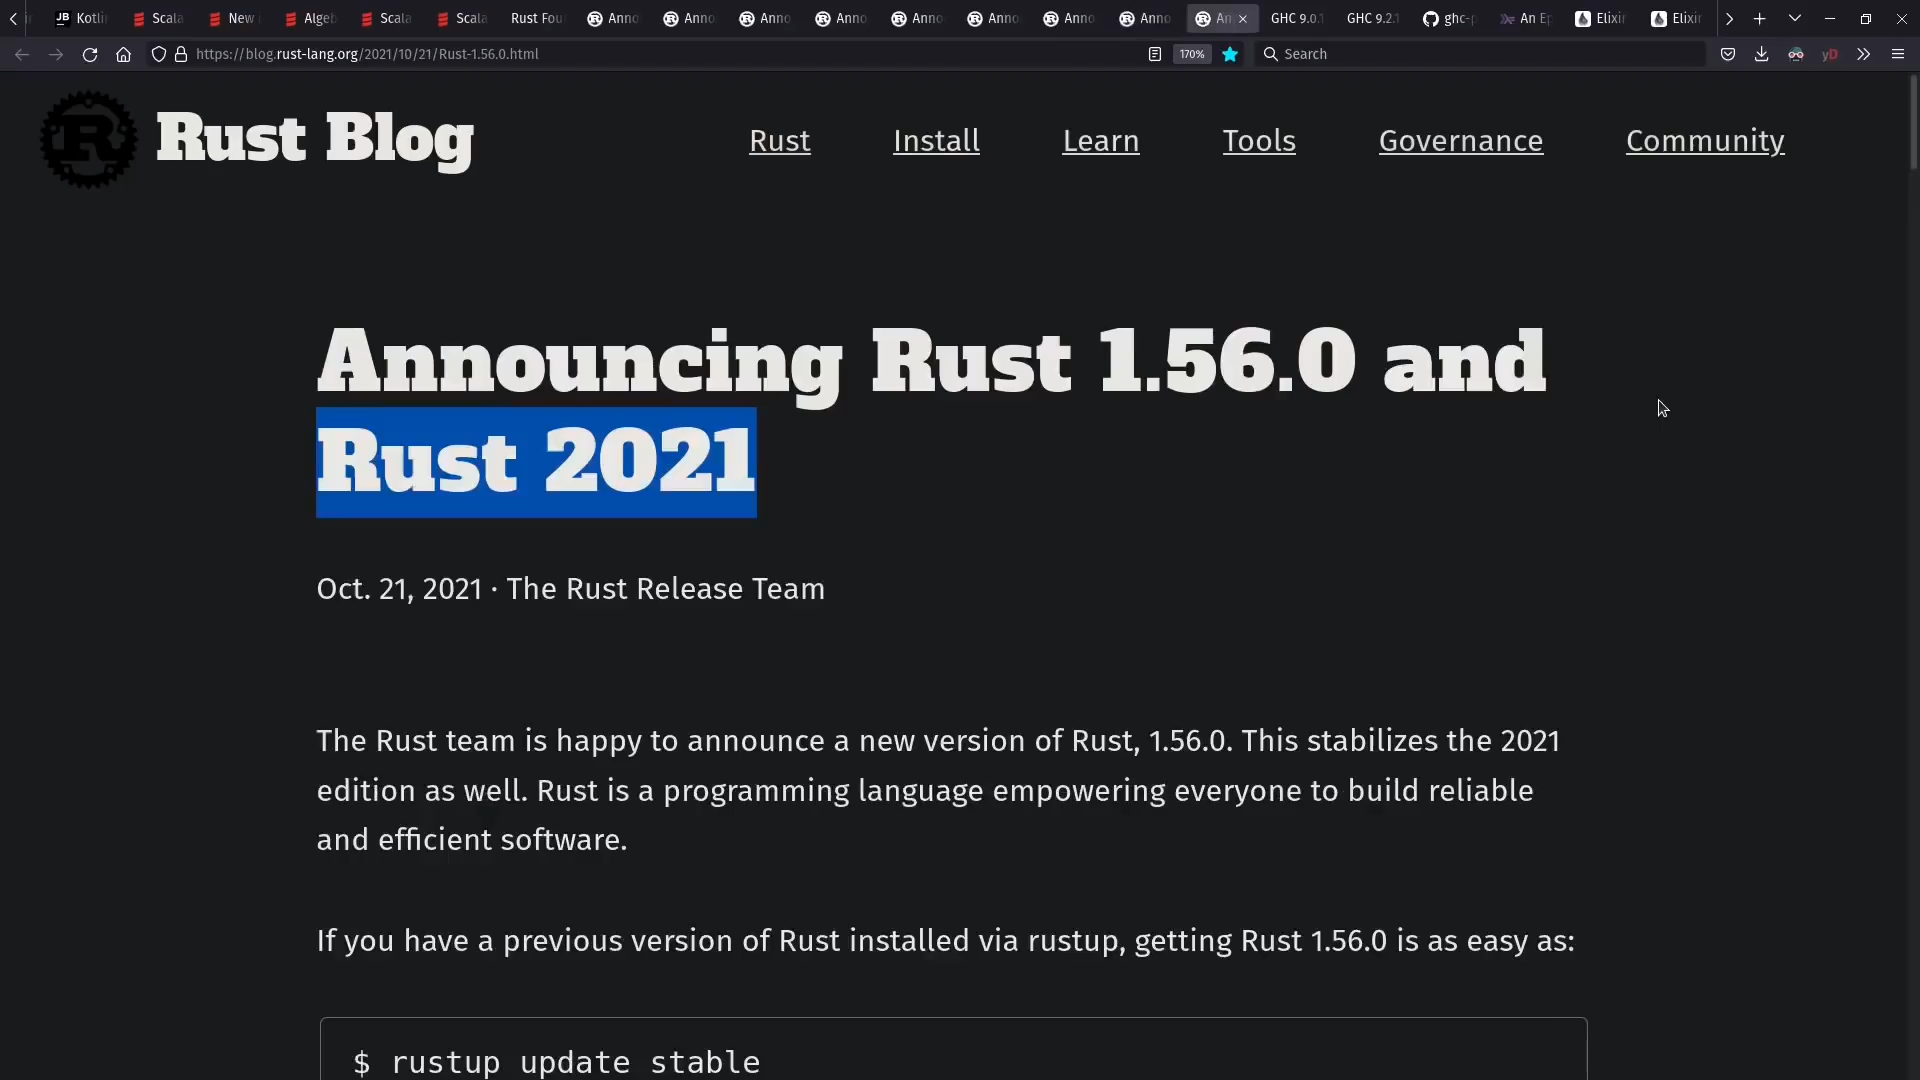 JB Kotli Scala New Algeb Scala Scala Rust Fou Anno Anno Anno Anno Anno Anno Anno Anno An GHC 9.0.1 GHC 9.2.1 ghc-p An Ep Elixir Elixir
https://blog.rust-lang.org/2021/10/21/Rust-1.56.0.html 170% Search yD
Rust Blog Rust Install Learn Tools Governance Community
Announcing Rust 1.56.0 and
Rust 2021
Oct. 21, 2021 · The Rust Release Team
The Rust team is happy to announce a new version of Rust, 1.56.0. This stabilizes the 2021
edition as well. Rust is a programming language empowering everyone to build reliable
and efficient software.
If you have a previous version of Rust installed via rustup, getting Rust 1.56.0 is as easy as:
$ rustup update stable